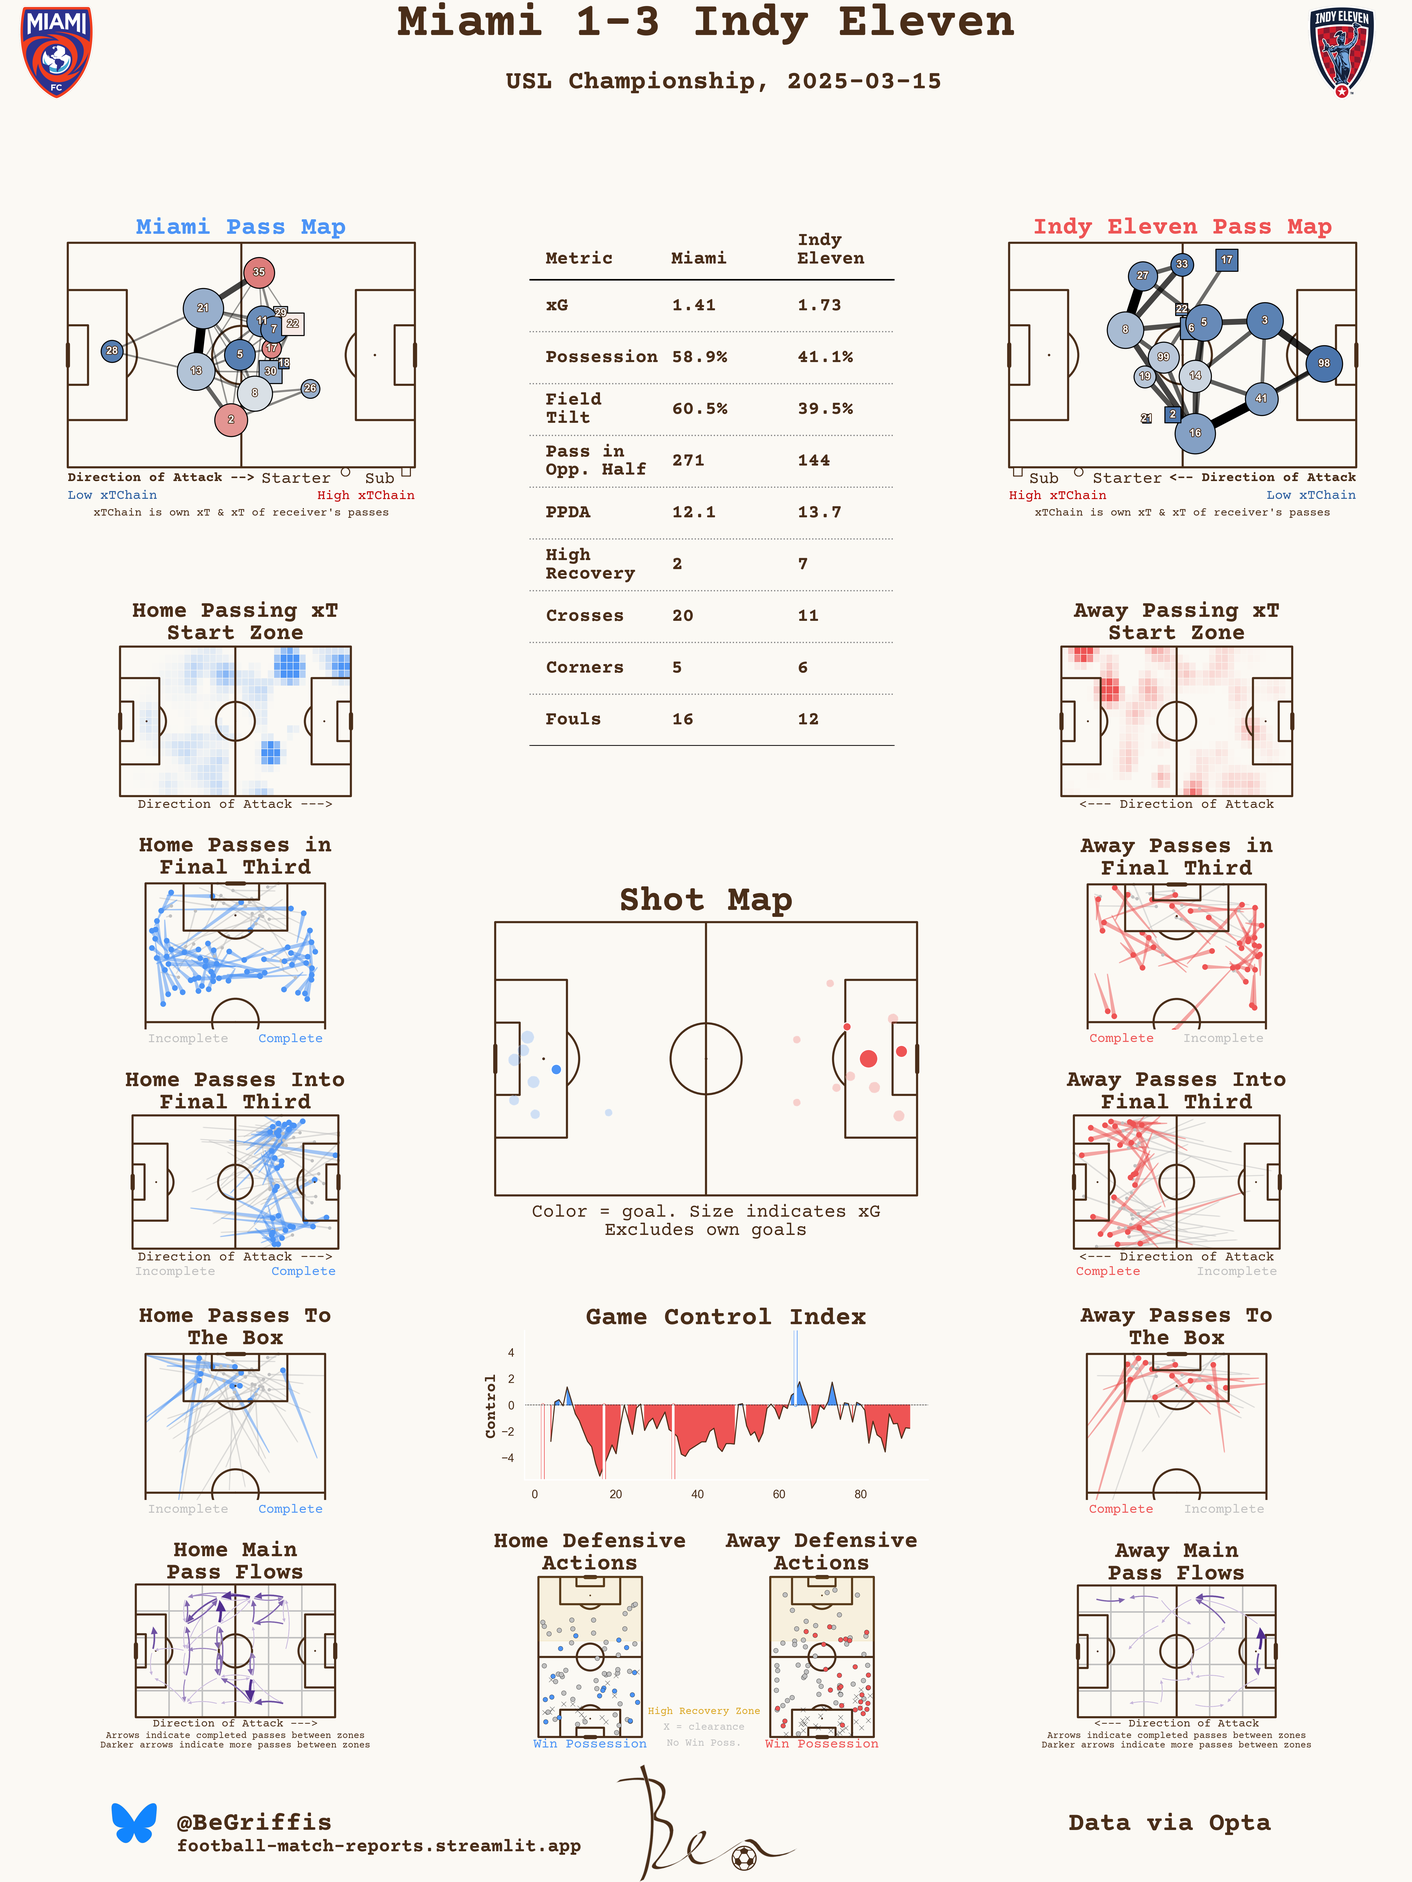 Miami 1-3 Indy Eleven
USL Championship, 2025-03-15
MIAMI
FC
INDY ELEVEN
Miami Pass Map
35
21
11
29
7
22
28
5
17
13
18
30
8
26
2
Direction of Attack --> Starter Sub
Low xTChain High xTChain
xTChain is own xT & xT of receiver's passes
Metric Miami Indy Eleven
xG 1.41 1.73
Possession 58.9% 41.1%
Field Tilt 60.5% 39.5%
Pass in Opp. Half 271 144
PPDA 12.1 13.7
High Recovery 2 7
Crosses 20 11
Corners 5 6
Fouls 16 12
Indy Eleven Pass Map
27
33
17
22
8
6
5
3
99
98
19
14
41
21
2
16
Sub Starter <-- Direction of Attack
High xTChain Low xTChain
xTChain is own xT & xT of receiver's passes
Home Passing xT
Start Zone
Direction of Attack --->
Away Passing xT
Start Zone
<--- Direction of Attack
Home Passes in
Final Third
Incomplete Complete
Away Passes in
Final Third
Complete Incomplete
Shot Map
Color = goal. Size indicates xG
Excludes own goals
Home Passes Into
Final Third
Direction of Attack --->
Incomplete Complete
Away Passes Into
Final Third
<--- Direction of Attack
Complete Incomplete
Home Passes To
The Box
Incomplete Complete
Game Control Index
Control
4
2
0
−2
−4
0 20 40 60 80
Away Passes To
The Box
Complete Incomplete
Home Main
Pass Flows
Direction of Attack --->
Arrows indicate completed passes between zones
Darker arrows indicate more passes between zones
Home Defensive
Actions
Win Possession
High Recovery Zone
X = clearance
No Win Poss.
Away Defensive
Actions
Win Possession
Away Main
Pass Flows
<--- Direction of Attack
Arrows indicate completed passes between zones
Darker arrows indicate more passes between zones
@BeGriffis
football-match-reports.streamlit.app
Ben
Data via Opta